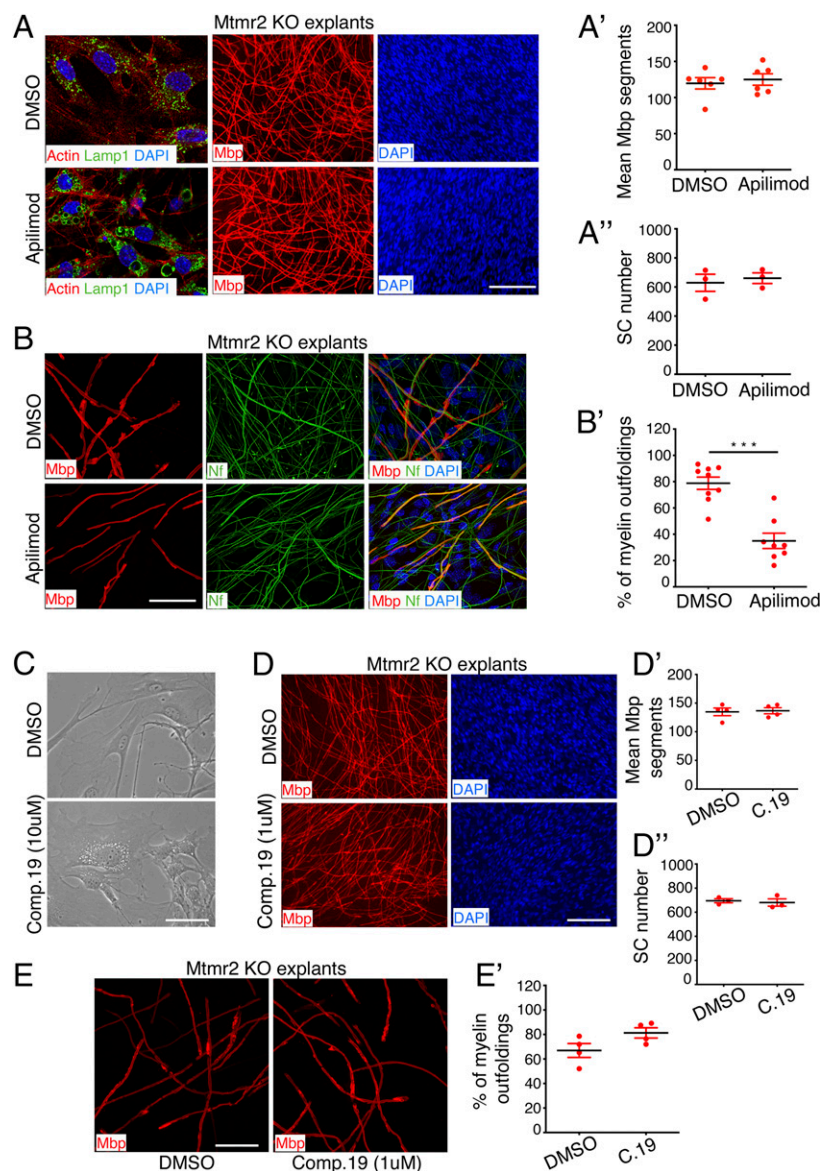 A
Mtmr2 KO explants
DMSO
Actin Lamp1 DAPI
Mbp
DAPI
Apilimod
Actin Lamp1 DAPI
Mbp
DAPI
A’
Mean Mbp segments
200
150
100
50
0
DMSO Apilimod
A’’
SC number
1000
800
600
400
200
0
DMSO Apilimod
B
Mtmr2 KO explants
DMSO
Mbp
Nf
Mbp Nf DAPI
Apilimod
Mbp
Nf
Mbp Nf DAPI
B’
% of myelin outfoldings
120
100
80
60
40
20
0
***
DMSO Apilimod
C
DMSO
Comp.19 (10uM)
D
Mtmr2 KO explants
DMSO
Mbp
DAPI
Comp.19 (1uM)
Mbp
DAPI
D’
Mean Mbp
segments
200
150
100
50
0
DMSO C.19
D’’
SC number
1000
800
600
400
200
0
DMSO C.19
E
Mtmr2 KO explants
Mbp
Mbp
DMSO Comp.19 (1uM)
E’
% of myelin
outfoldings
120
100
80
60
40
20
0
DMSO C.19